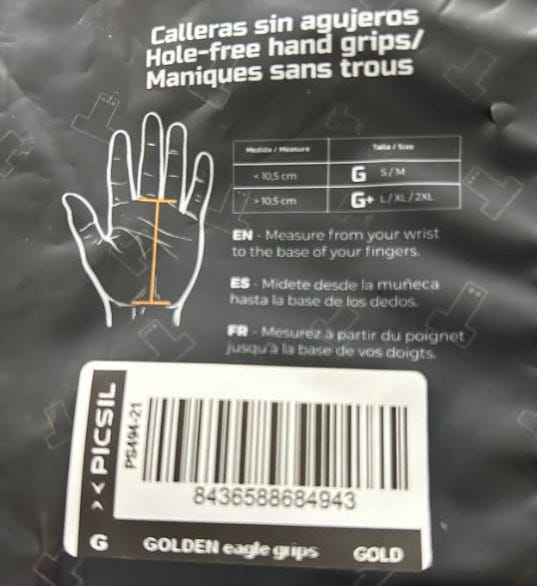 Calleras sin agujeros
Hole-free hand grips/
Maniques sans trous
Medida / Measure Talla / Size
< 10,5 cm G S/M
> 10,5 cm G+ L/XL/2XL
EN - Measure from your wrist
to the base of your fingers.
ES - Mídete desde la muñeca
hasta la base de los dedos.
FR - Mesurez à partir du poignet
jusqu'à la base de vos doigts.
PICSIL
PS494-21
8436588684943
G GOLDEN eagle grips GOLD